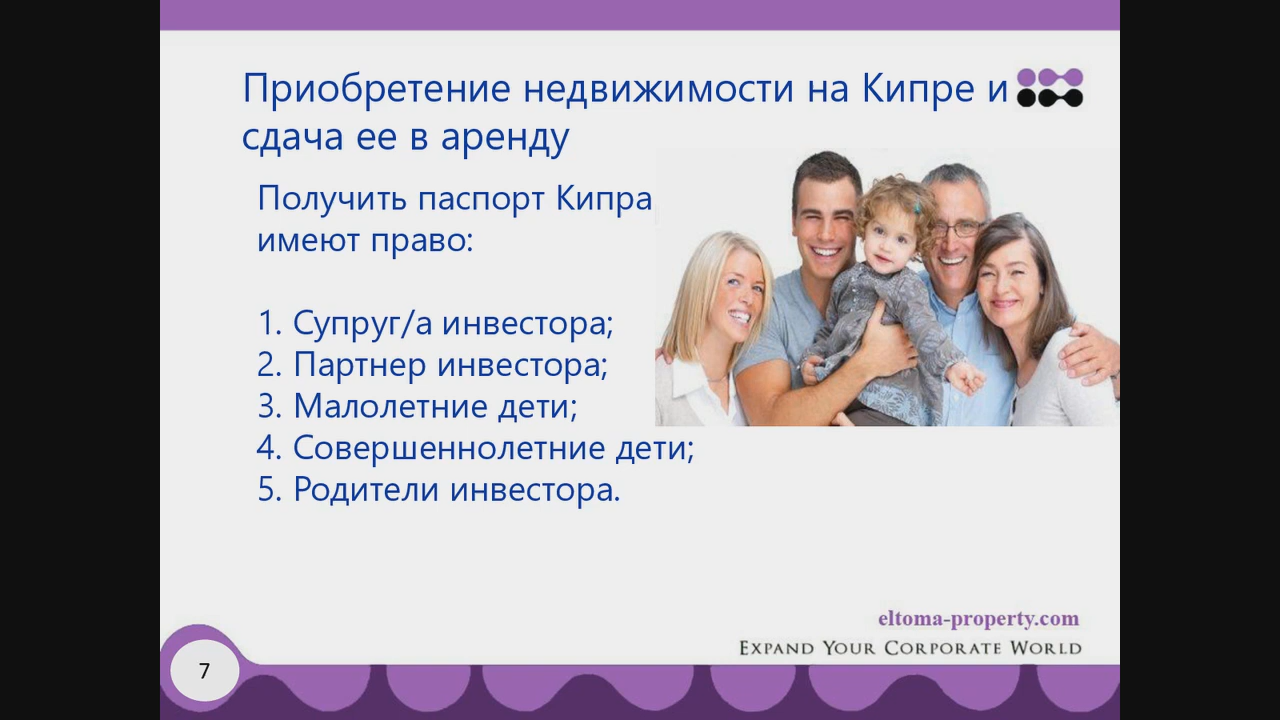 Приобретение недвижимости на Кипре и
сдача ее в аренду
Получить паспорт Кипра
имеют право:
1. Супруг/а инвестора;
2. Партнер инвестора;
3. Малолетние дети;
4. Совершеннолетние дети;
5. Родители инвестора.
eltoma-property.com
Expand Your Corporate World
7